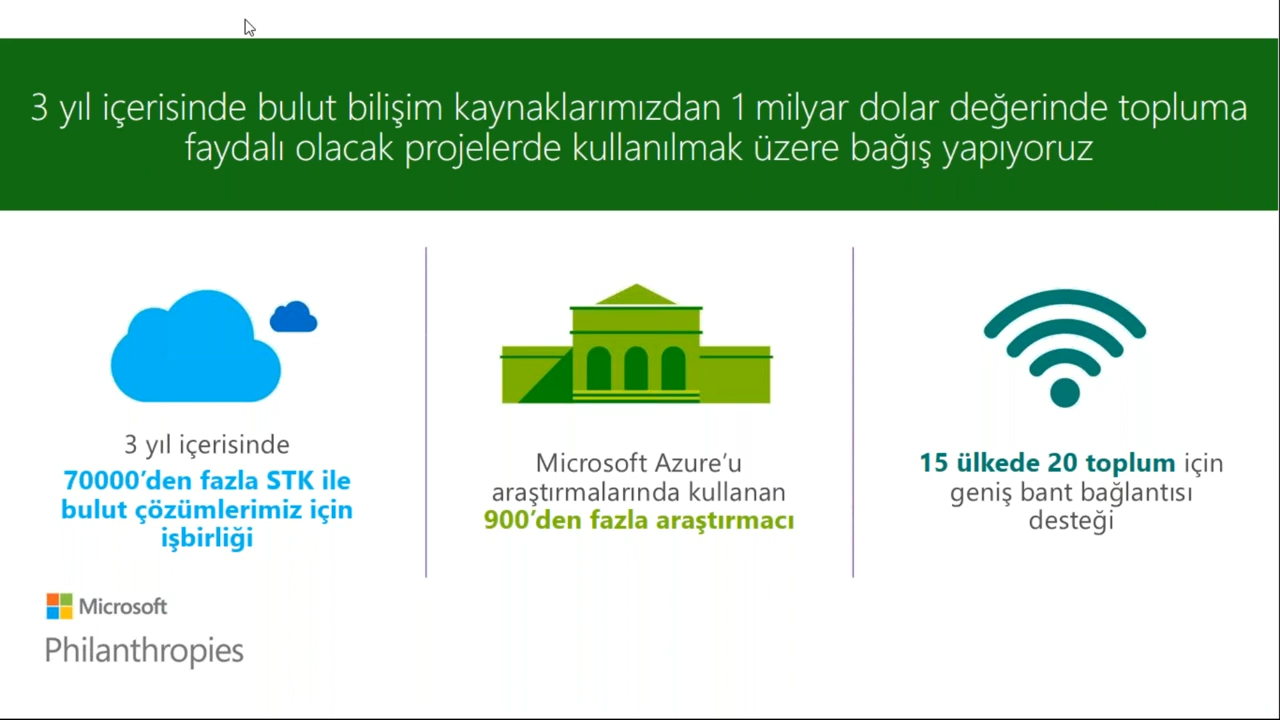 3 yıl içerisinde bulut bilişim kaynaklarımızdan 1 milyar dolar değerinde topluma
faydalı olacak projelerde kullanılmak üzere bağış yapıyoruz
3 yıl içerisinde
70000’den fazla STK ile
bulut çözümlerimiz için
işbirliği
Microsoft Azure’u
araştırmalarında kullanan
900’den fazla araştırmacı
15 ülkede 20 toplum için
geniş bant bağlantısı
desteği
Microsoft
Philanthropies